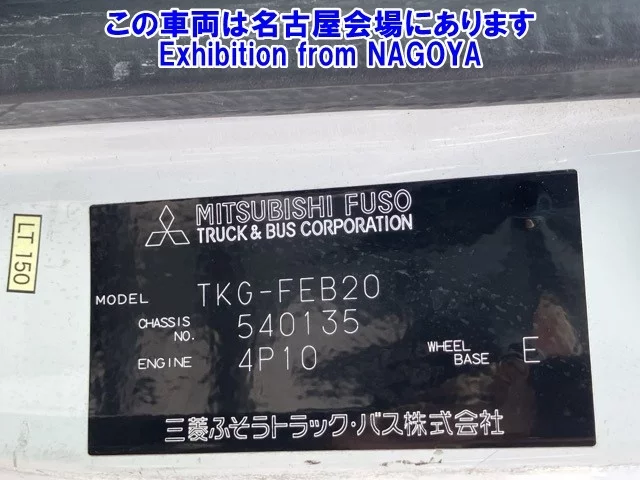 この車両は名古屋会場にあります
Exhibition from NAGOYA
MITSUBISHI FUSO
TRUCK & BUS CORPORATION
LT 150
MODEL TKG-FEB20
CHASSIS NO. 540135
ENGINE 4P10 WHEEL BASE E
三菱ふそうトラック・バス株式会社